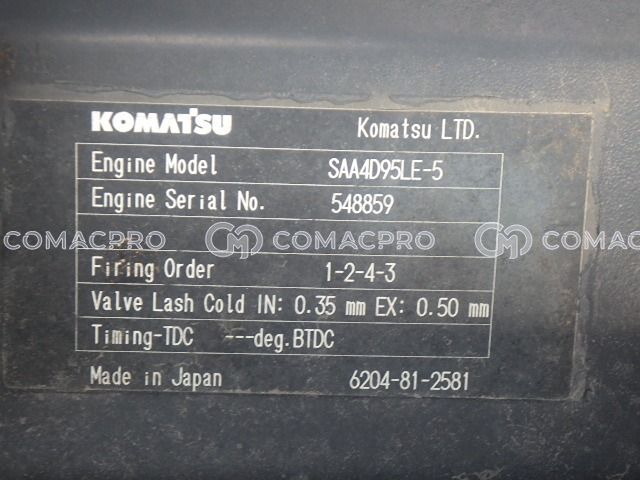 KOMATSU Komatsu LTD.
Engine Model SAA4D95LE-5
Engine Serial No. 548859
COMACPRO COMACPRO COMACPRO
Firing Order 1-2-4-3
Valve Lash Cold IN: 0.35 mm EX: 0.50 mm
Timing-TDC ---deg.BTDC
Made in Japan 6204-81-2581